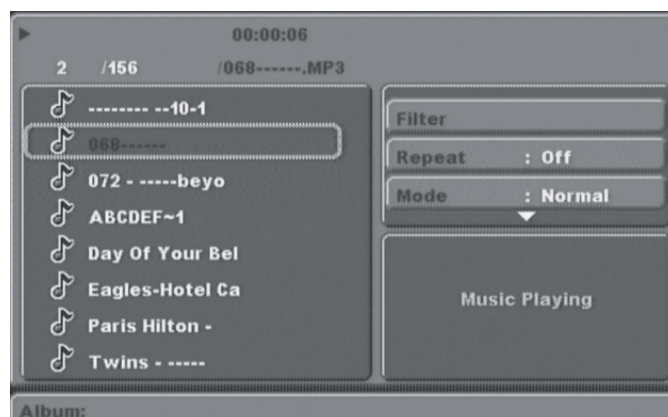 00:00:06
2 /156 /068------.MP3
-------- --10-1
068------
072 - -----beyo
ABCDEF~1
Day Of Your Bel
Eagles-Hotel Ca
Paris Hilton -
Twins - -----
Filter
Repeat : Off
Mode : Normal
Music Playing
Album: